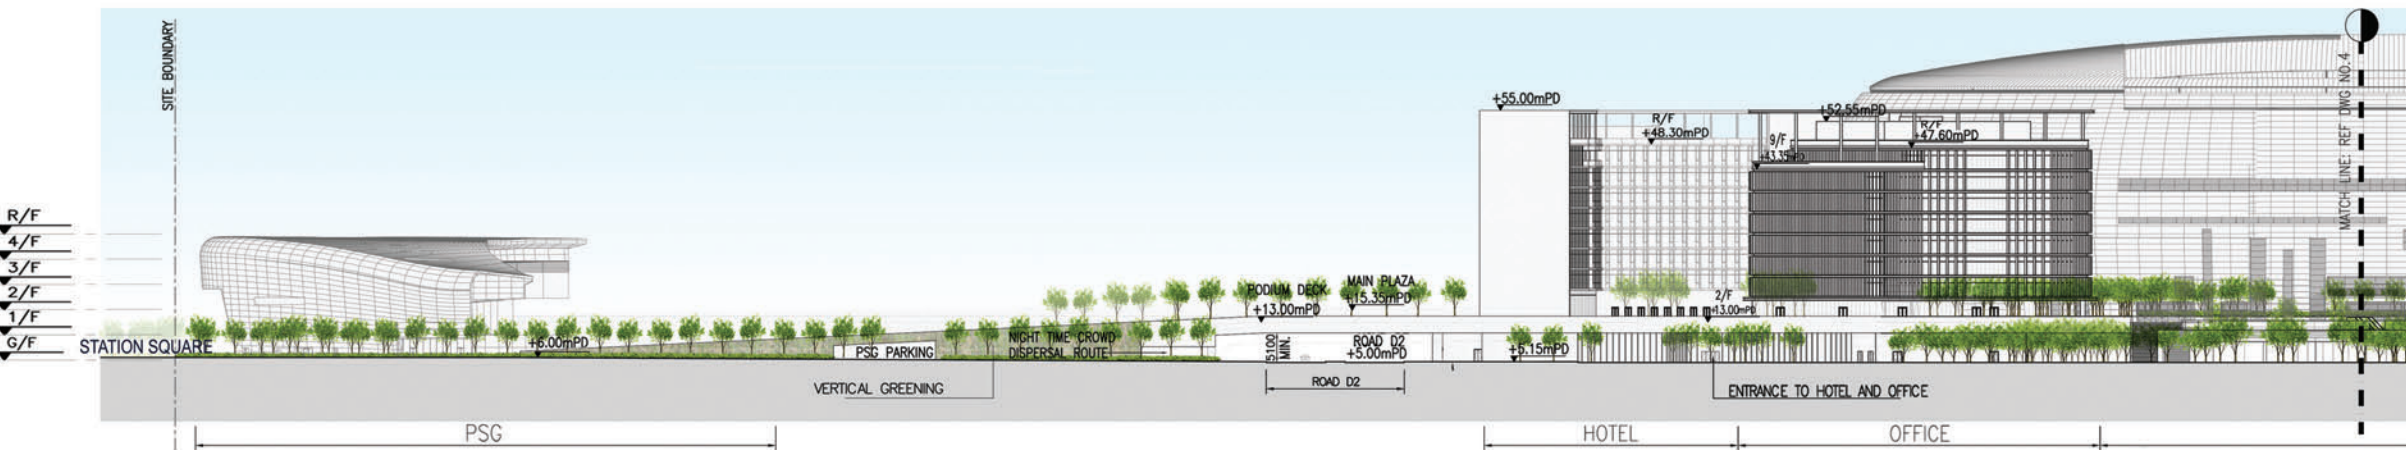 SITE BOUNDARY
MATCH LINE: REF DWG NO.4
+55.00mPD
+52.55mPD
R/F
+48.30mPD
R/F
+47.60mPD
9/F
+43.35mPD
R/F
4/F
3/F
2/F
1/F
G/F
STATION SQUARE
+6.00mPD
PSG PARKING
NIGHT TIME CROWD
DISPERSAL ROUTE
PODIUM DECK
+13.00mPD
MAIN PLAZA
+15.35mPD
5100
MIN.
ROAD D2
+5.00mPD
+5.15mPD
2/F
+13.00mPD
VERTICAL GREENING
ROAD D2
ENTRANCE TO HOTEL AND OFFICE
PSG
HOTEL
OFFICE